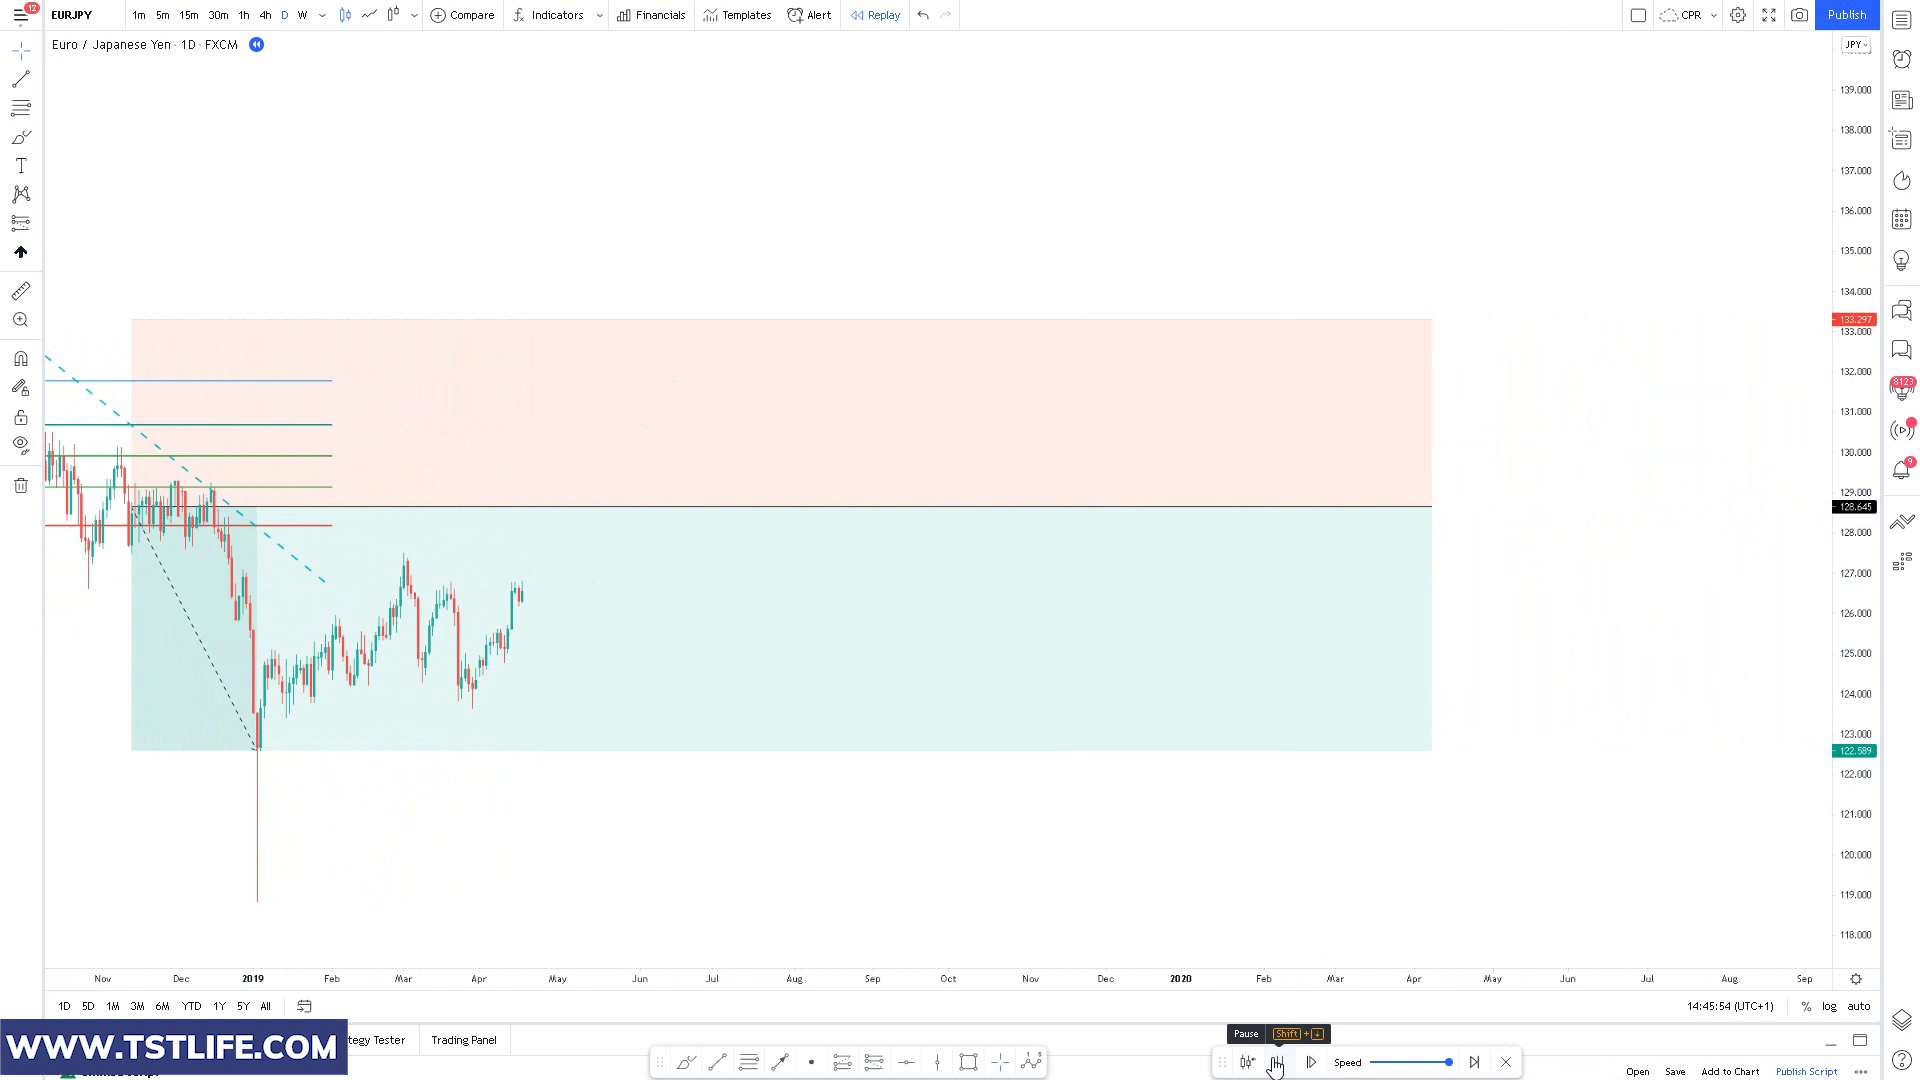 12
EURJPY
1m 5m 15m 30m 1h 4h D W
Compare
Indicators
Financials
Templates
Alert
Replay
CPR
Publish
Euro / Japanese Yen · 1D · FXCM
JPY
139.000
138.000
137.000
136.000
135.000
134.000
133.297
133.000
132.000
131.000
130.000
129.000
128.645
128.000
127.000
126.000
125.000
124.000
123.000
122.589
122.000
121.000
120.000
119.000
118.000
8123
9
Nov Dec 2019 Feb Mar Apr May Jun Jul Aug Sep Oct Nov Dec 2020 Feb Mar Apr May Jun Jul Aug Sep
1D 5D 1M 3M 6M YTD 1Y 5Y All
14:45:54 (UTC+1) % log auto
WWW.TSTLIFE.COM
tegy Tester
Trading Panel
Pause Shift + ↓
Speed
Open Save Add to Chart Publish Script